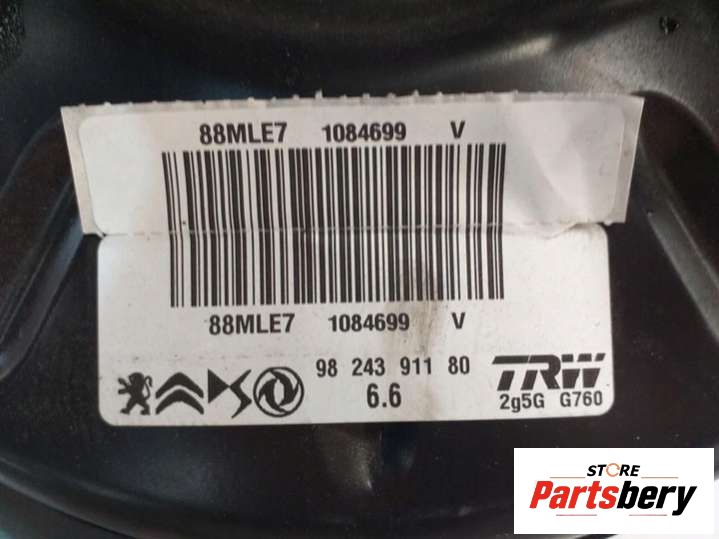 88MLE7 1084699 V
88MLE7 1084699 V
98 243 911 80
6.6
TRW
2g5G G760
STORE
Partsbery